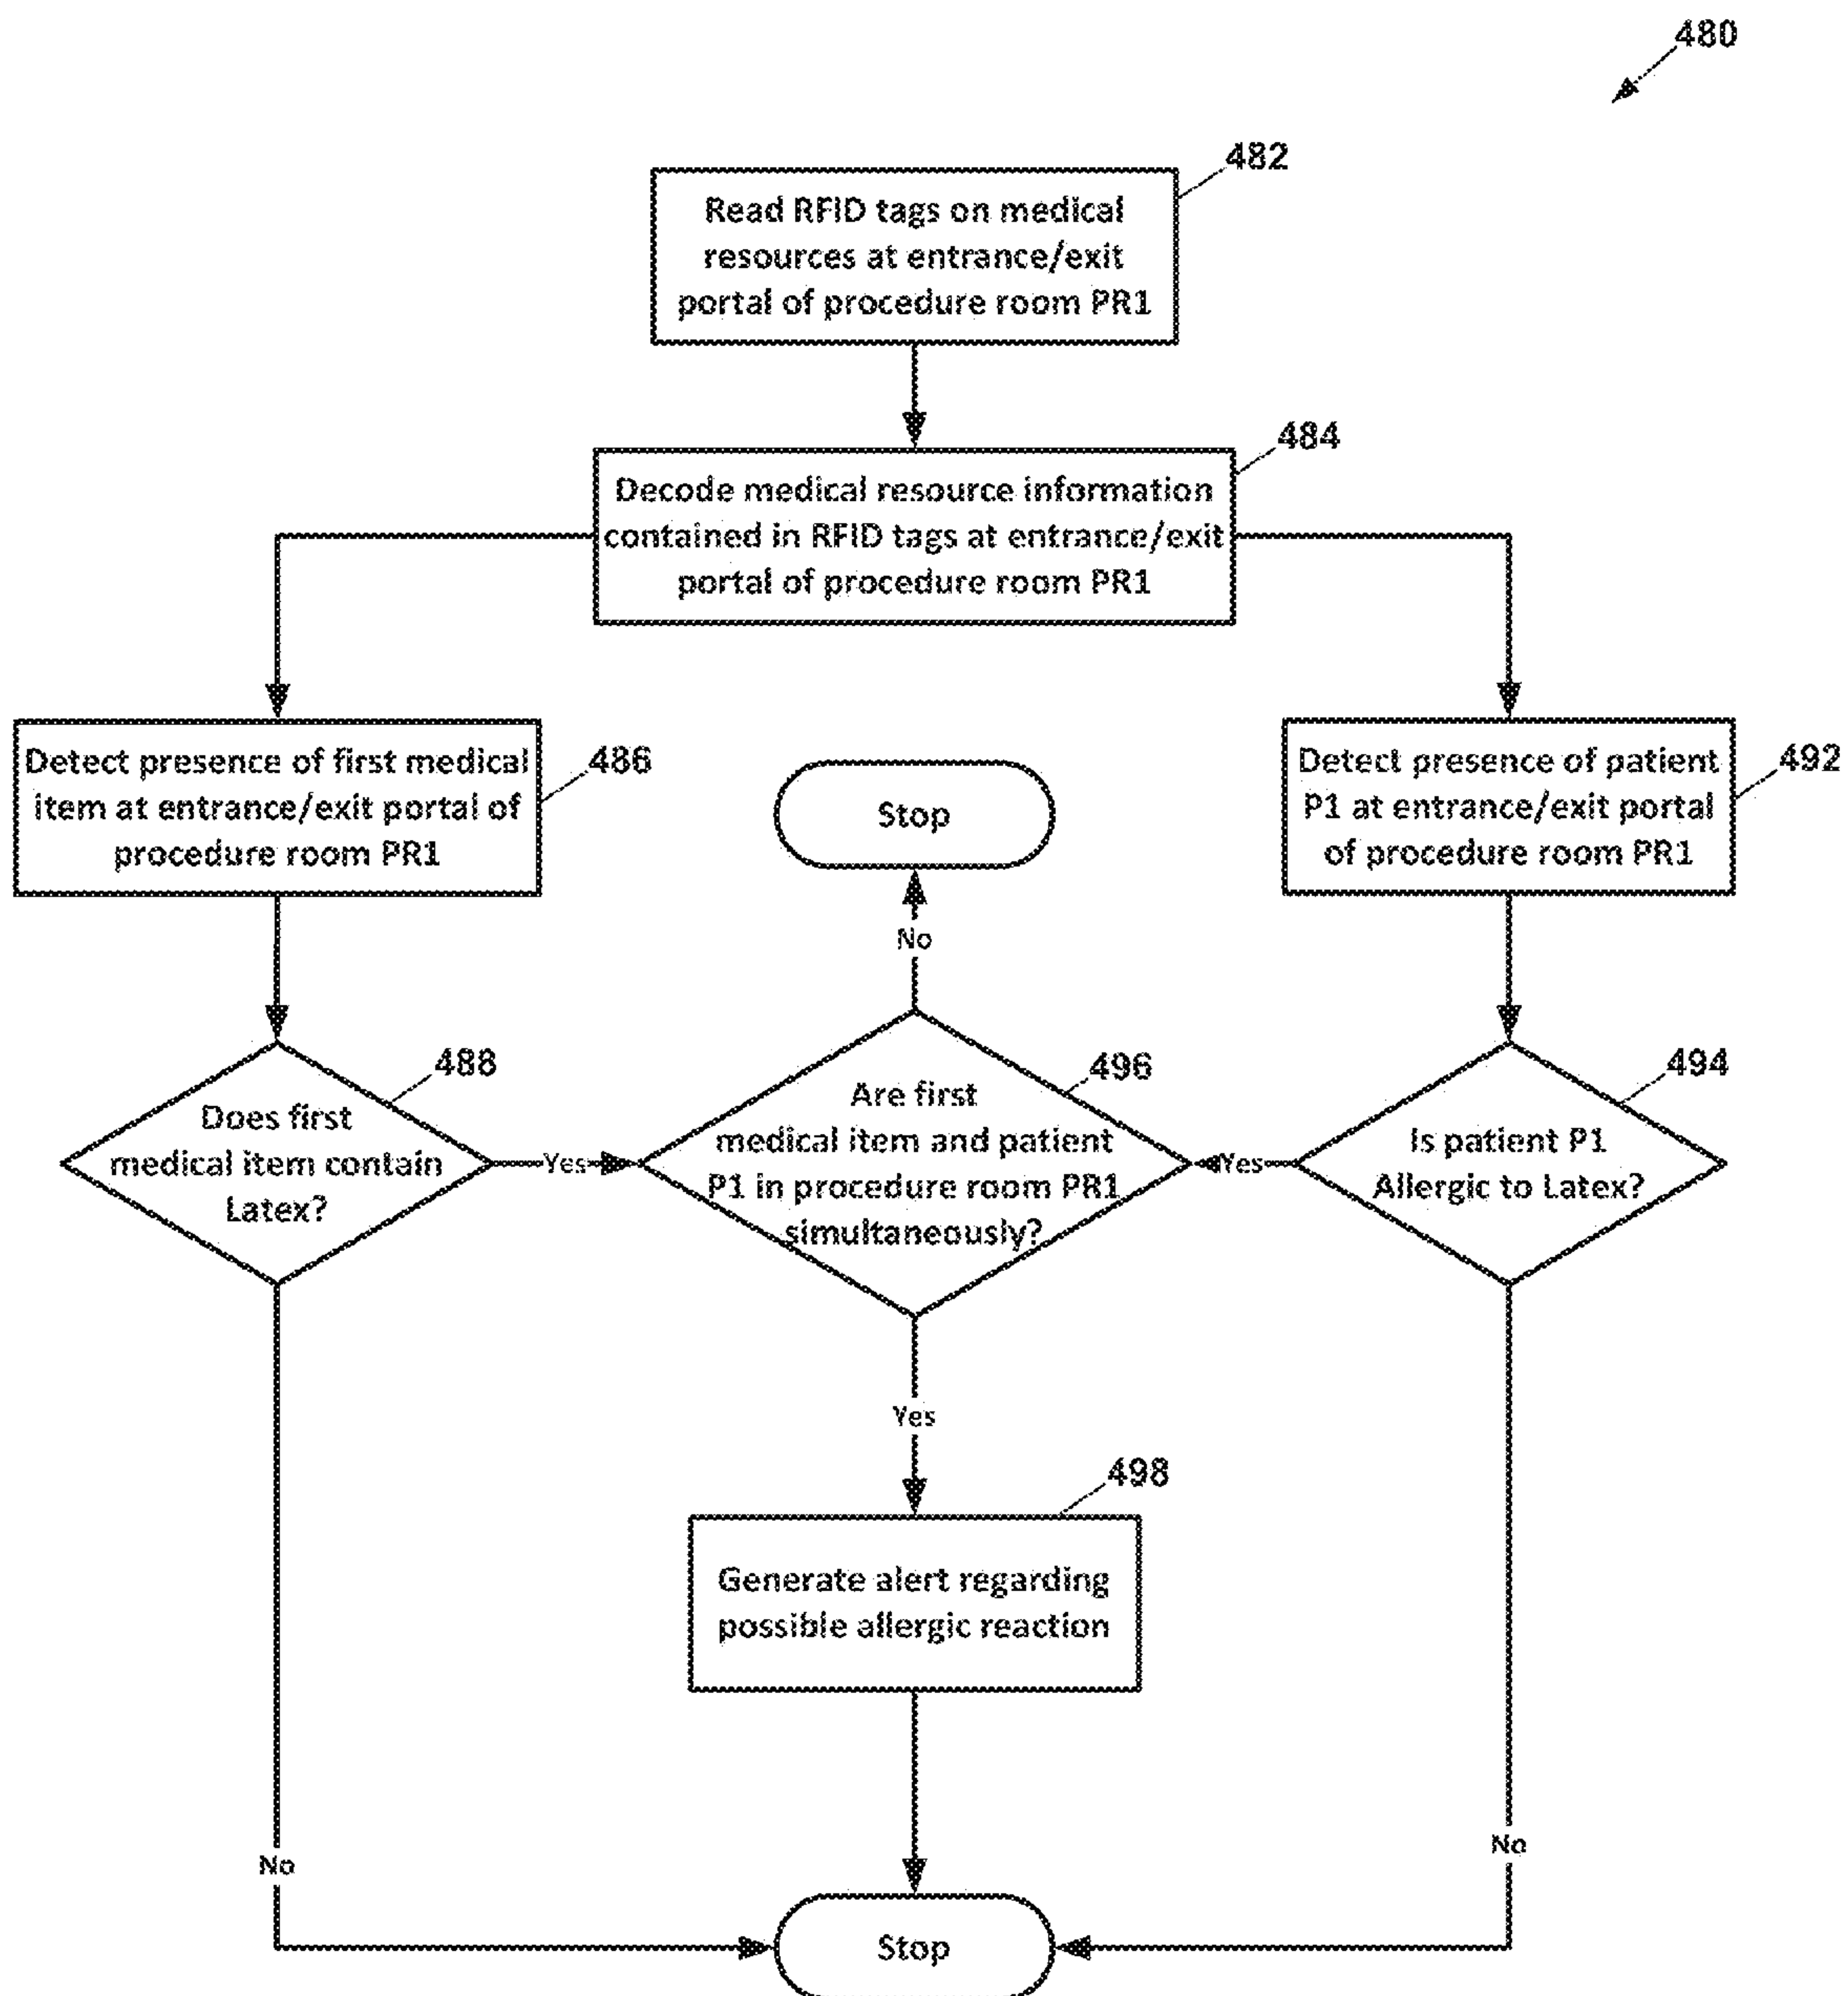 480
482
Read RFID tags on medical
resources at entrance/exit
portal of procedure room PR1
484
Decode medical resource information
contained in RFID tags at entrance/exit
portal of procedure room PR1
Detect presence of first medical
item at entrance/exit portal of
procedure room PR1
486
Stop
Detect presence of patient
P1 at entrance/exit portal
of procedure room PR1
492
No
488
Does first
medical item contain
Latex?
Yes
496
Are first
medical item and patient
P1 in procedure room PR1
simultaneously?
Yes
494
Is patient P1
Allergic to Latex?
Yes
498
Generate alert regarding
possible allergic reaction
No
No
Stop